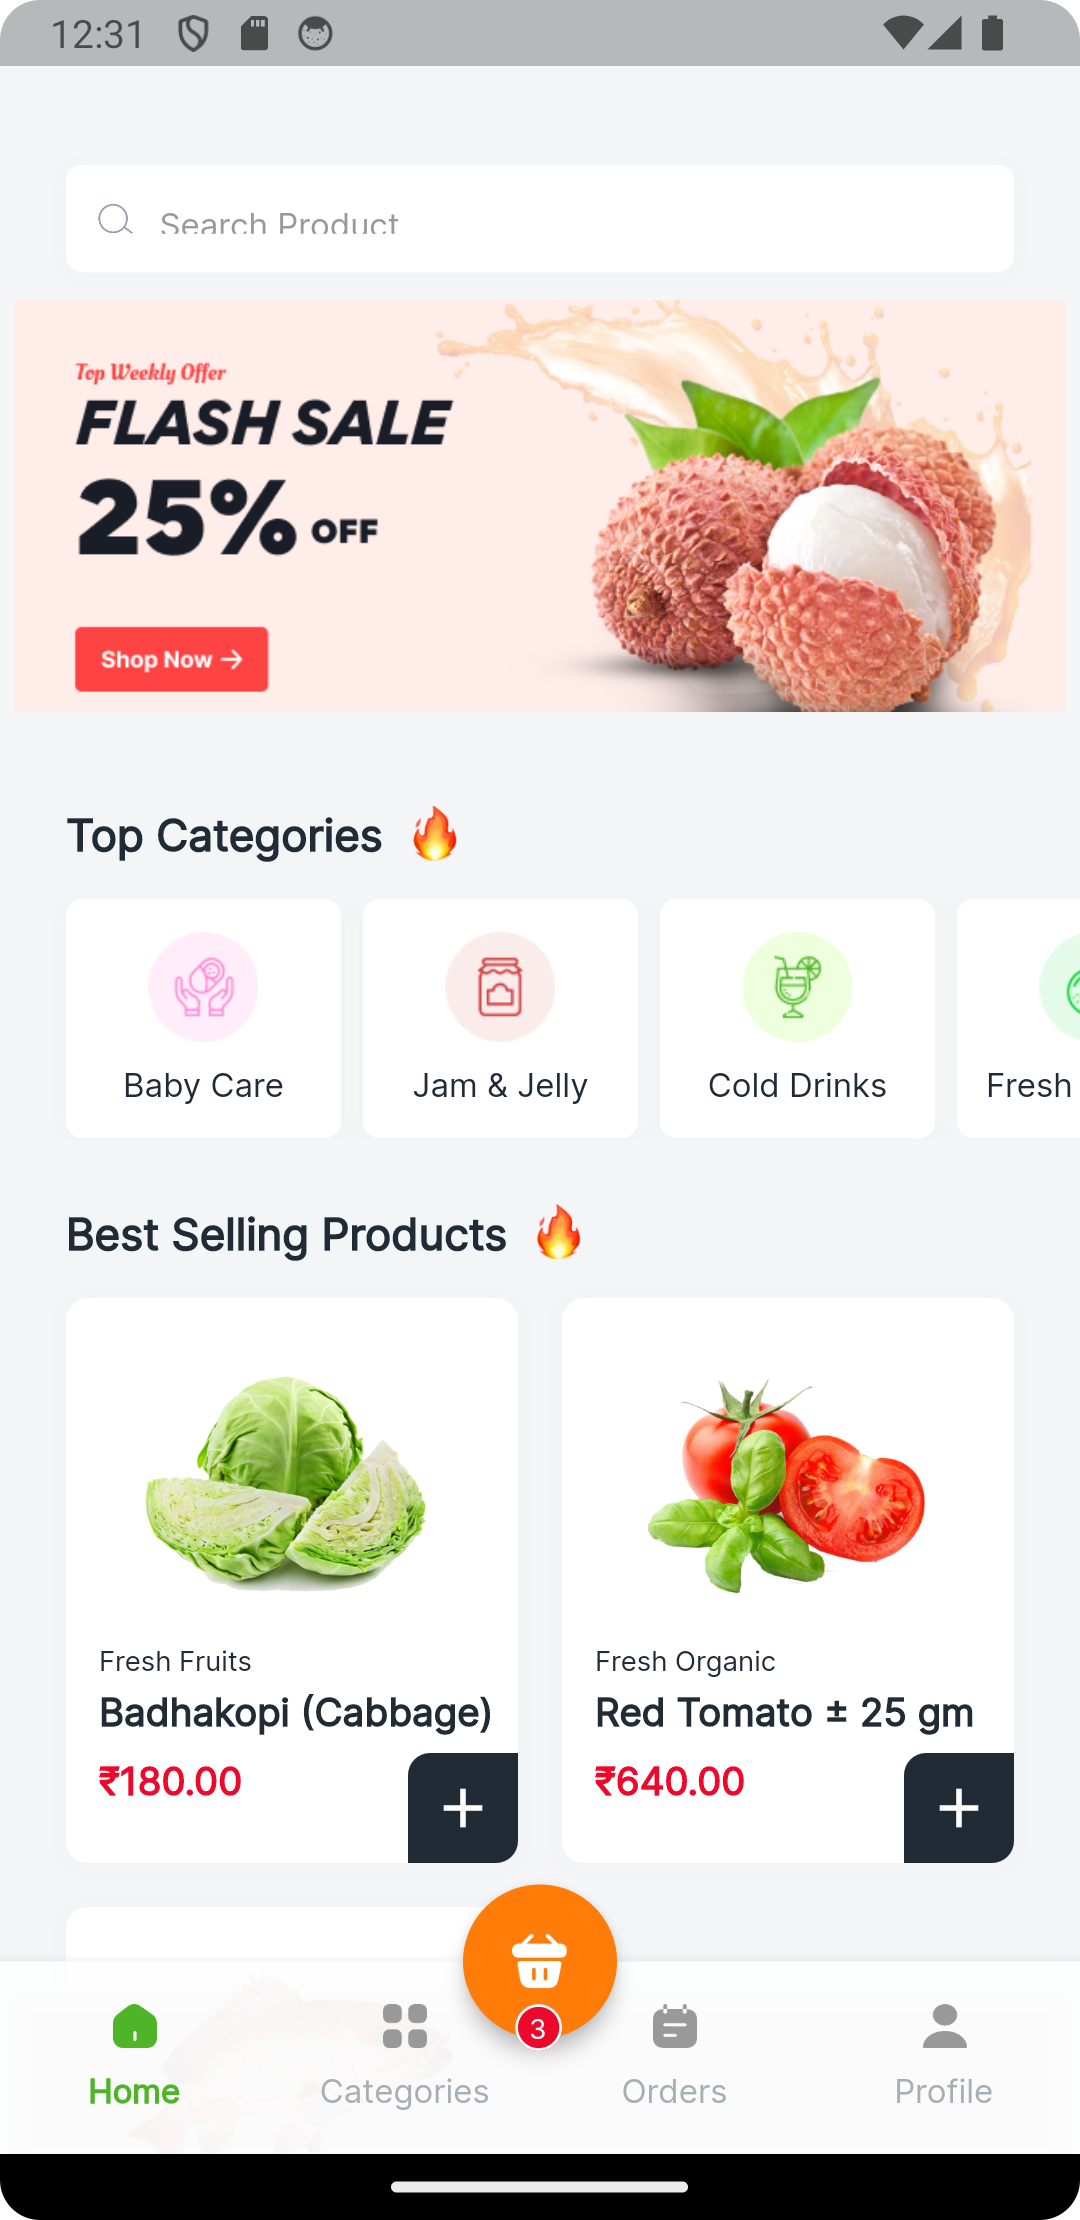 12:31
Search Product
Top Weekly Offer
FLASH SALE
25% OFF
Shop Now →
Top Categories 🔥
Baby Care
Jam & Jelly
Cold Drinks
Fresh
Best Selling Products 🔥
Fresh Fruits
Badhakopi (Cabbage)
₹180.00
Fresh Organic
Red Tomato ± 25 gm
₹640.00
3
Home
Categories
Orders
Profile